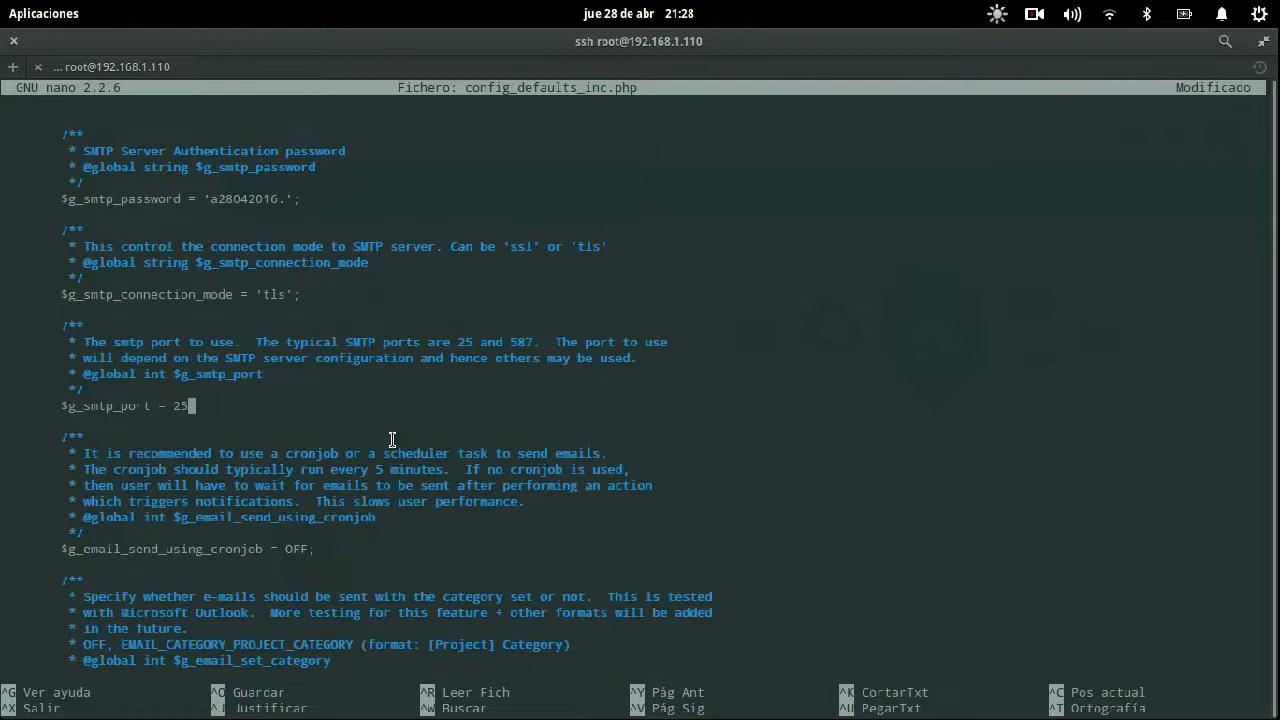 Aplicaciones
jue 28 de abr 21:28
ssh root@192.168.1.110
... root@192.168.1.110
GNU nano 2.2.6 Fichero: config_defaults_inc.php Modificado
/**
* SMTP Server Authentication password
* @global string $g_smtp_password
*/
$g_smtp_password = 'a28042016.';
/**
* This control the connection mode to SMTP server. Can be 'ssl' or 'tls'
* @global string $g_smtp_connection_mode
*/
$g_smtp_connection_mode = 'tls';
/**
* The smtp port to use.  The typical SMTP ports are 25 and 587.  The port to use
* will depend on the SMTP server configuration and hence others may be used.
* @global int $g_smtp_port
*/
$g_smtp_port = 25
/**
* It is recommended to use a cronjob or a scheduler task to send emails.
* The cronjob should typically run every 5 minutes.  If no cronjob is used,
* then user will have to wait for emails to be sent after performing an action
* which triggers notifications.  This slows user performance.
* @global int $g_email_send_using_cronjob
*/
$g_email_send_using_cronjob = OFF;
/**
* Specify whether e-mails should be sent with the category set or not.  This is tested
* with Microsoft Outlook.  More testing for this feature + other formats will be added
* in the future.
* OFF, EMAIL_CATEGORY_PROJECT_CATEGORY (format: [Project] Category)
* @global int $g_email_set_category
^G Ver ayuda ^O Guardar ^R Leer Fich ^Y Pág Ant ^K CortarTxt ^C Pos actual
^X Salir ^J Justificar ^W Buscar ^V Pág Sig ^U PegarTxt ^T Ortografía